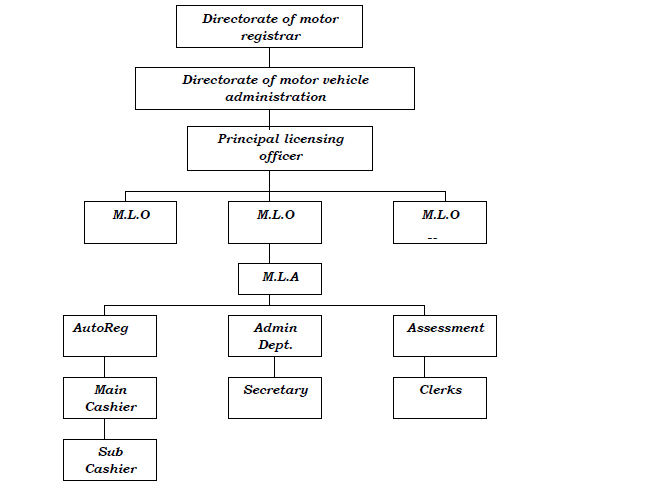 Directorate of motor
registrar
Directorate of motor vehicle
administration
Principal licensing
officer
M.L.O
M.L.O
M.L.O
--
M.L.A
AutoReg
Admin
Dept.
Assessment
Main
Cashier
Secretary
Clerks
Sub
Cashier